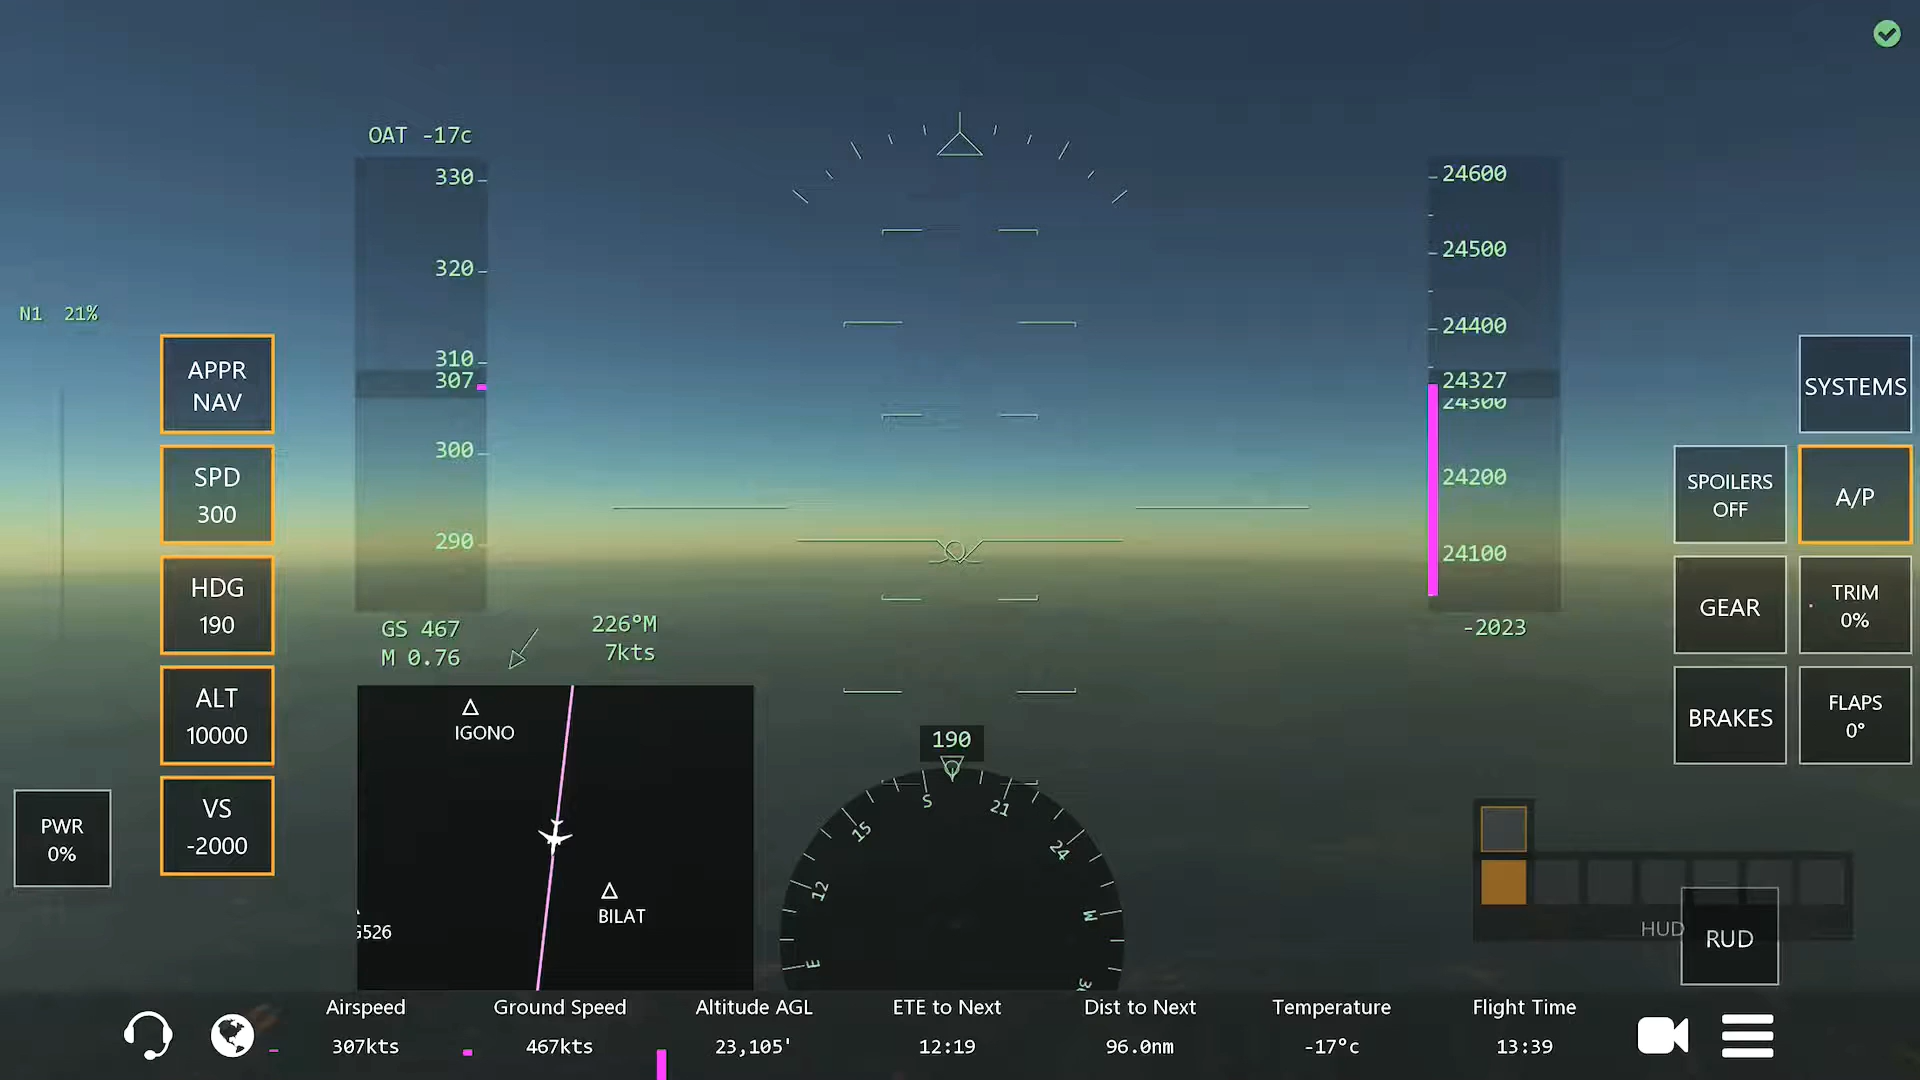 OAT -17c
330
320
310
307
300
290
GS 467
M 0.76
226°M
7kts
N1 21%
APPR
NAV
SPD
300
HDG
190
ALT
10000
VS
-2000
PWR
0%
24600
24500
24400
24327
24300
24200
24100
-2023
SYSTEMS
SPOILERS
OFF
A/P
GEAR
TRIM
0%
BRAKES
FLAPS
0°
IGONO
BILAT
G526
190
S
21
15
24
12
W
E
30
HUD
RUD
Airspeed
307kts
Ground Speed
467kts
Altitude AGL
23,105'
ETE to Next
12:19
Dist to Next
96.0nm
Temperature
-17°c
Flight Time
13:39